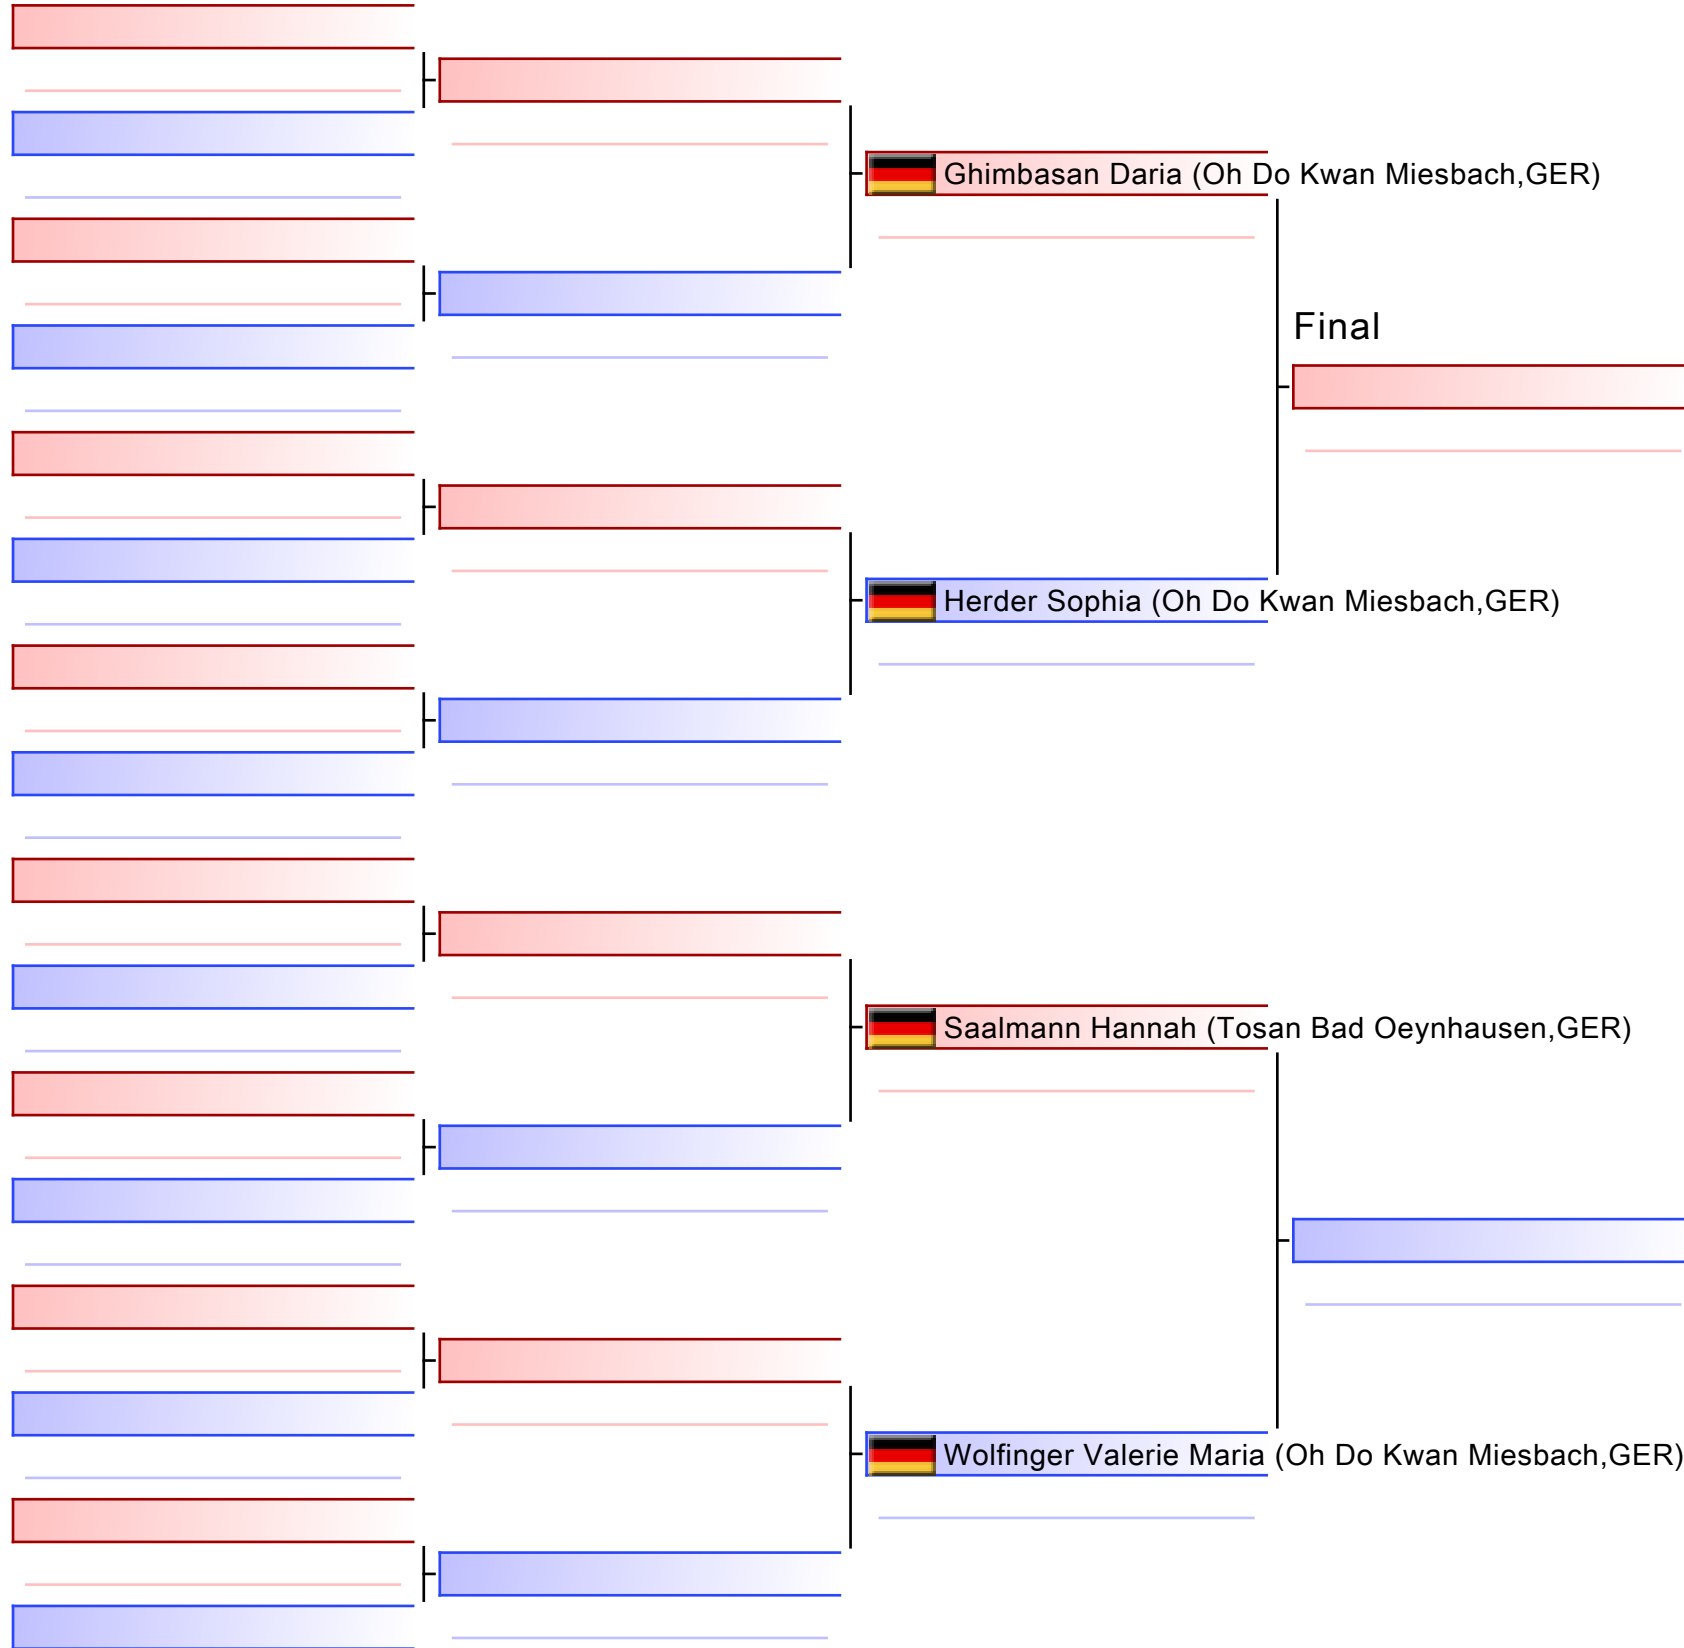 Ghimbasan Daria (Oh Do Kwan Miesbach,GER)
Final
Herder Sophia (Oh Do Kwan Miesbach,GER)
Saalmann Hannah (Tosan Bad Oeynhausen,GER)
Wolfinger Valerie Maria (Oh Do Kwan Miesbach,GER)